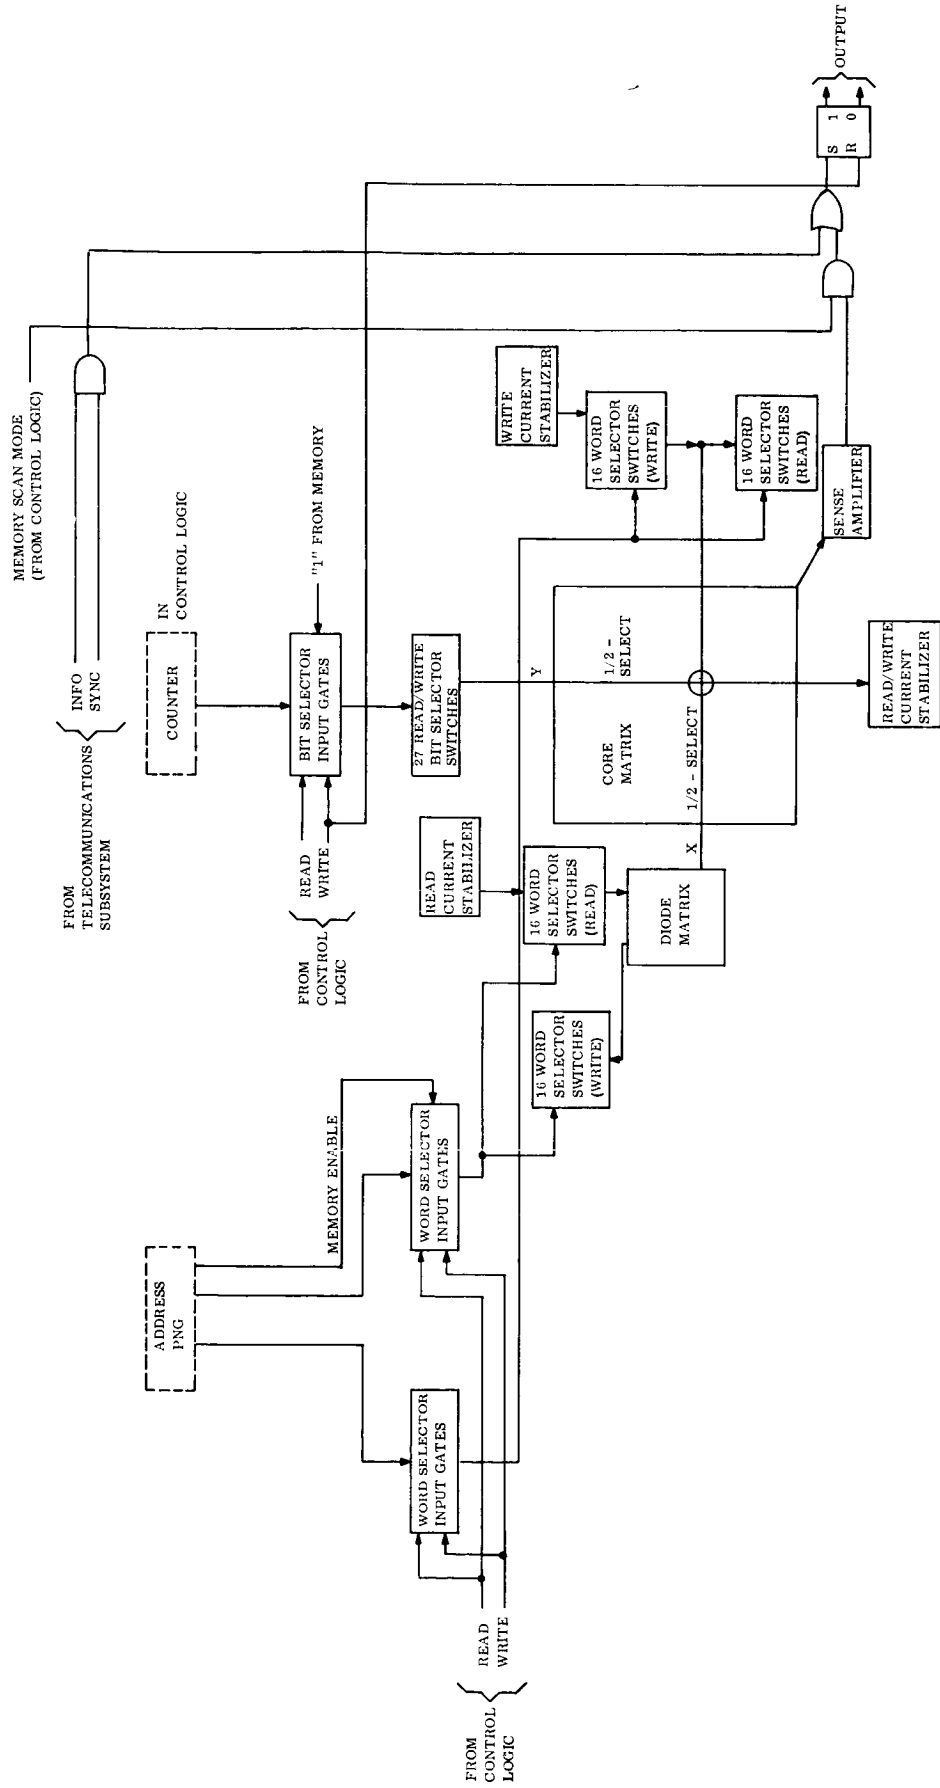 FROM
CONTROL
LOGIC
READ
WRITE
ADDRESS
PNG
MEMORY ENABLE
WORD SELECTOR
INPUT GATES
WORD SELECTOR
INPUT GATES
FROM
TELECOMMUNICATIONS
SUBSYSTEM
INFO
SYNC
MEMORY SCAN MODE
(FROM CONTROL LOGIC)
COUNTER
IN
CONTROL LOGIC
FROM
CONTROL
LOGIC
READ
WRITE
BIT SELECTOR
INPUT GATES
"1" FROM MEMORY
27 READ/WRITE
BIT SELECTOR
SWITCHES
READ
CURRENT
STABILIZER
16 WORD
SELECTOR
SWITCHES
(READ)
16 WORD
SELECTOR
SWITCHES
(WRITE)
DIODE
MATRIX
X
Y
1/2 - SELECT
1/2 -
SELECT
CORE
MATRIX
WRITE
CURRENT
STABILIZER
16 WORD
SELECTOR
SWITCHES
(WRITE)
16 WORD
SELECTOR
SWITCHES
(READ)
SENSE
AMPLIFIER
READ/WRITE
CURRENT
STABILIZER
S 1
R 0
OUTPUT